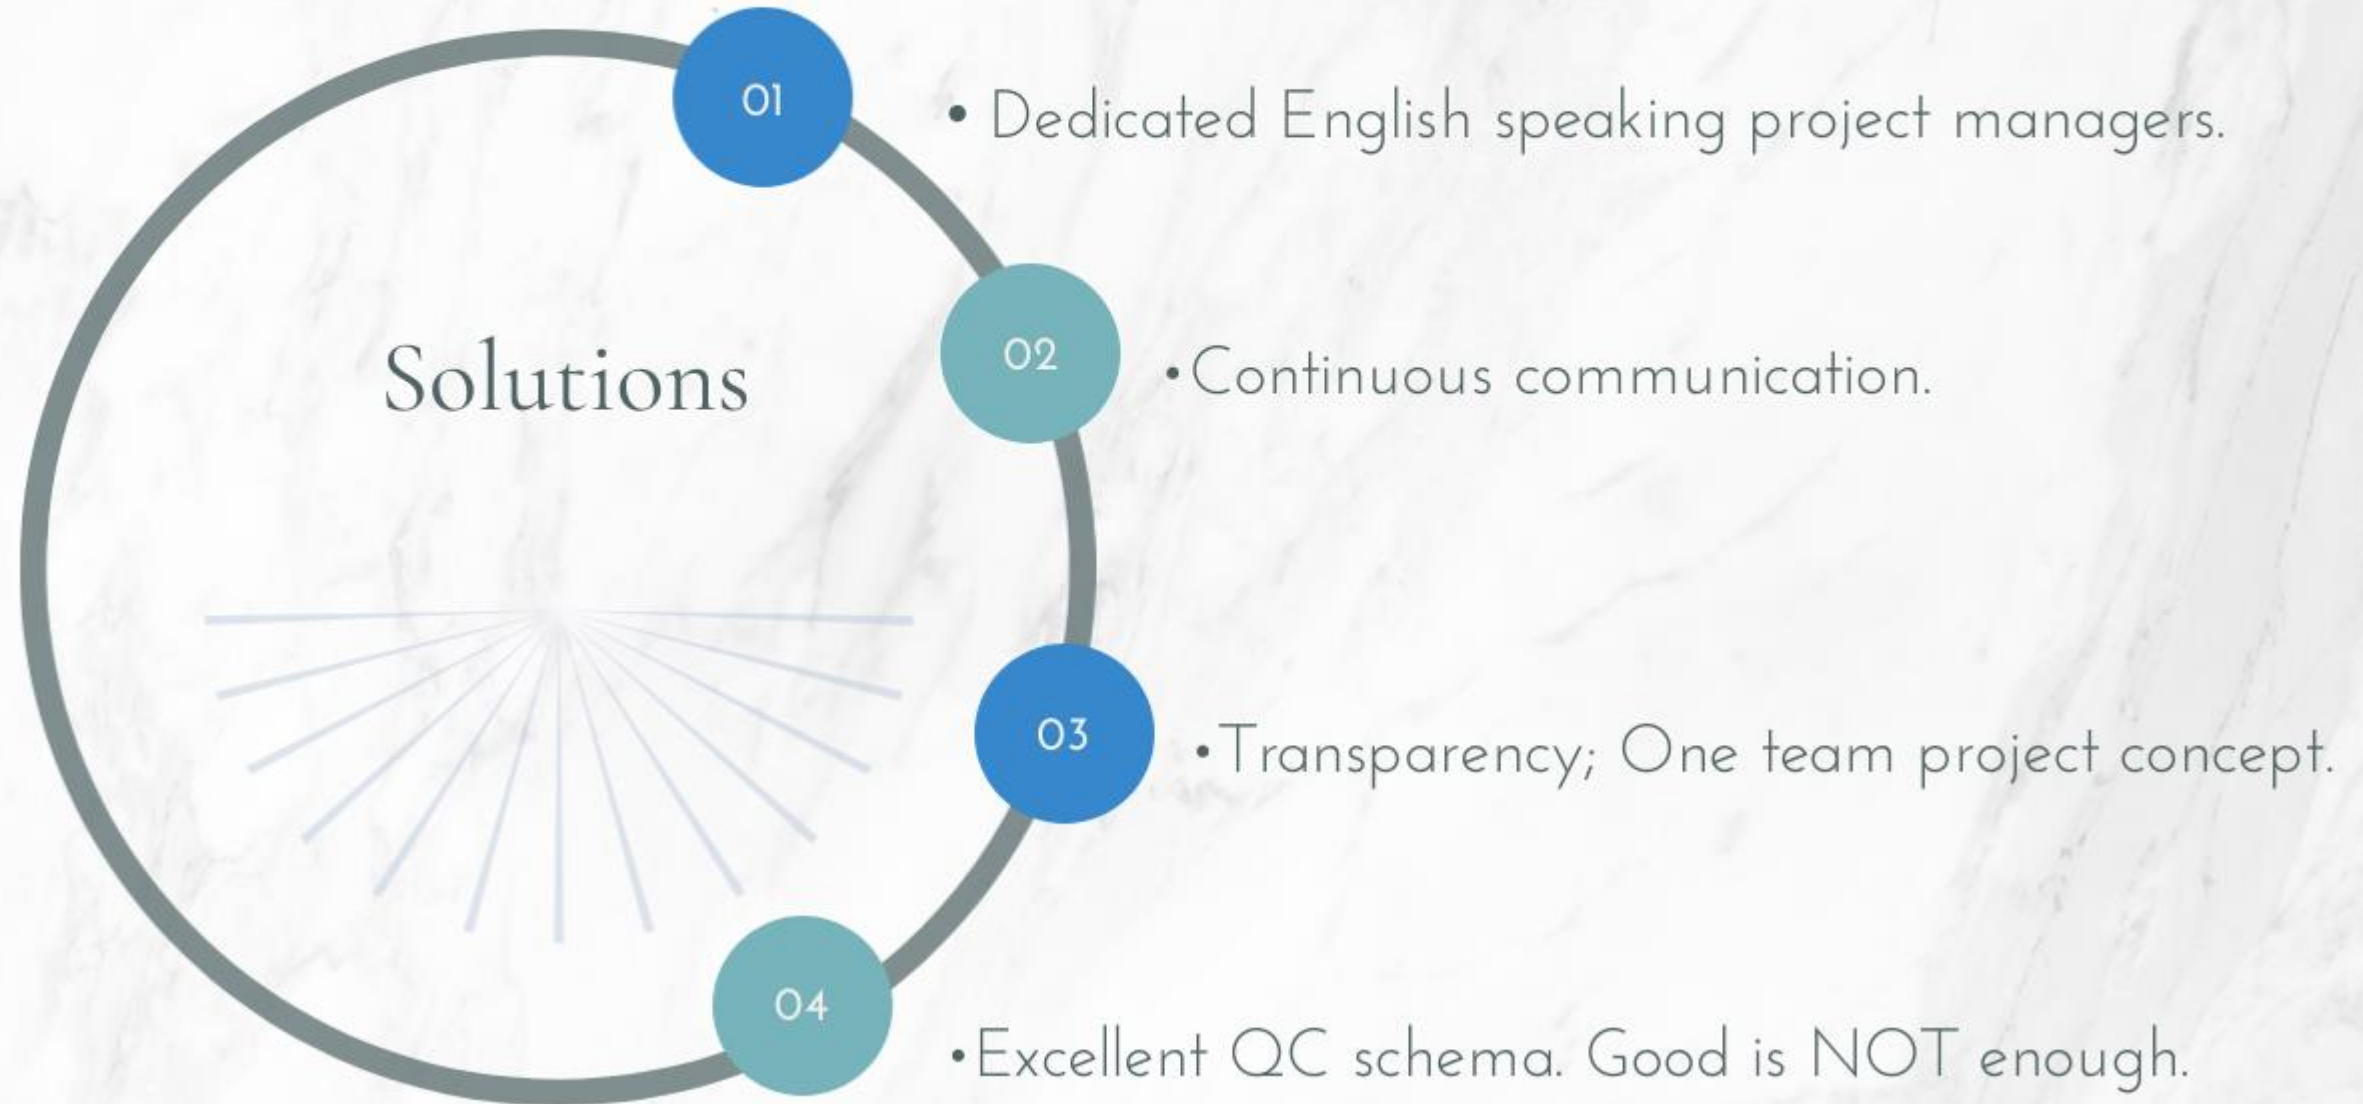 Solutions
01
• Dedicated English speaking project managers.
02
•Continuous communication.
03
•Transparency; One team project concept.
04
•Excellent QC schema. Good is NOT enough.